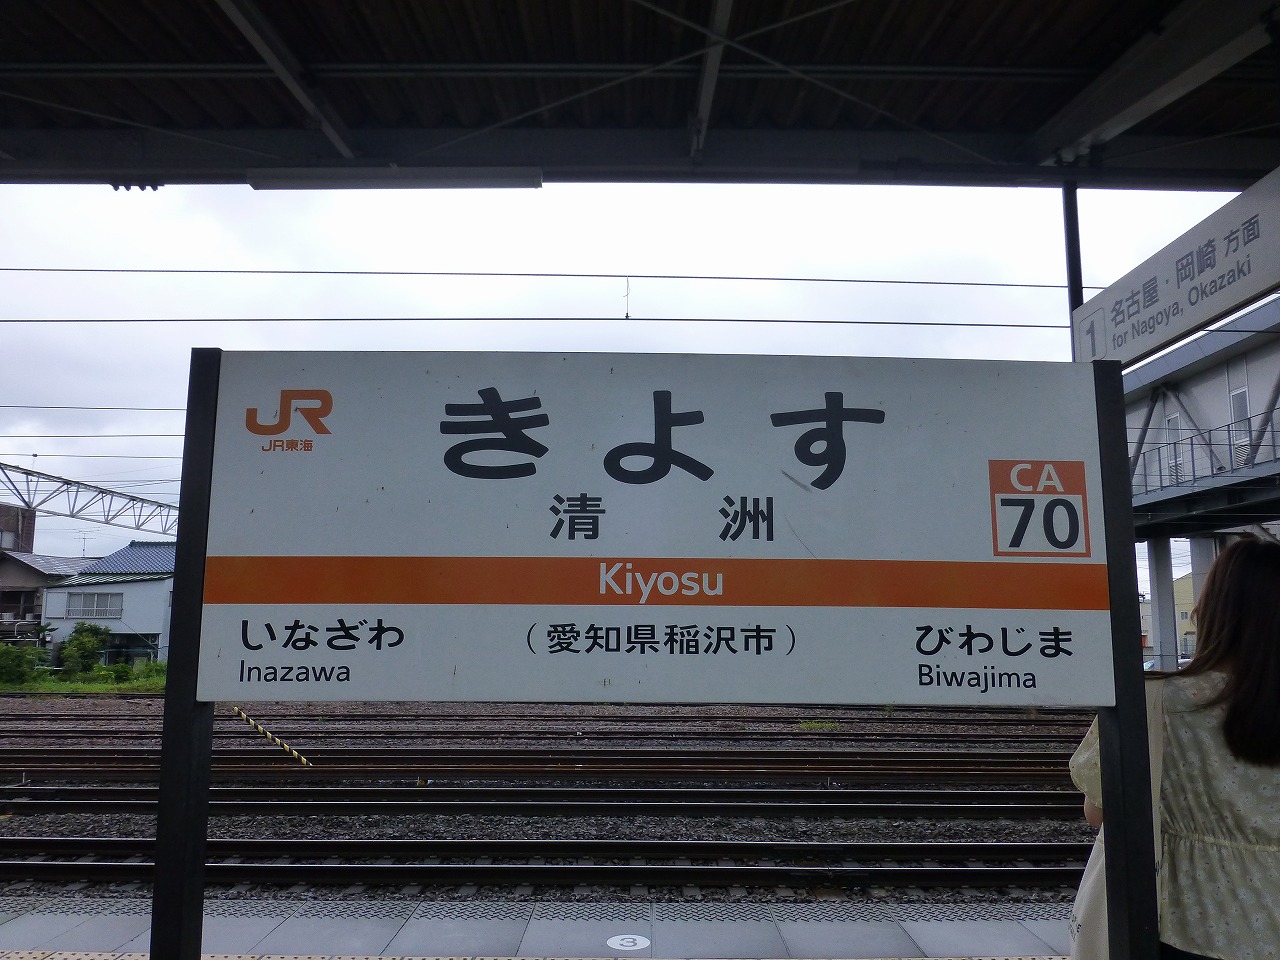 1 名古屋・岡崎 方面
for Nagoya, Okazaki
JR
JR東海
きよす
清洲
CA
70
Kiyosu
いなざわ
Inazawa
（愛知県稲沢市）
びわじま
Biwajima
3